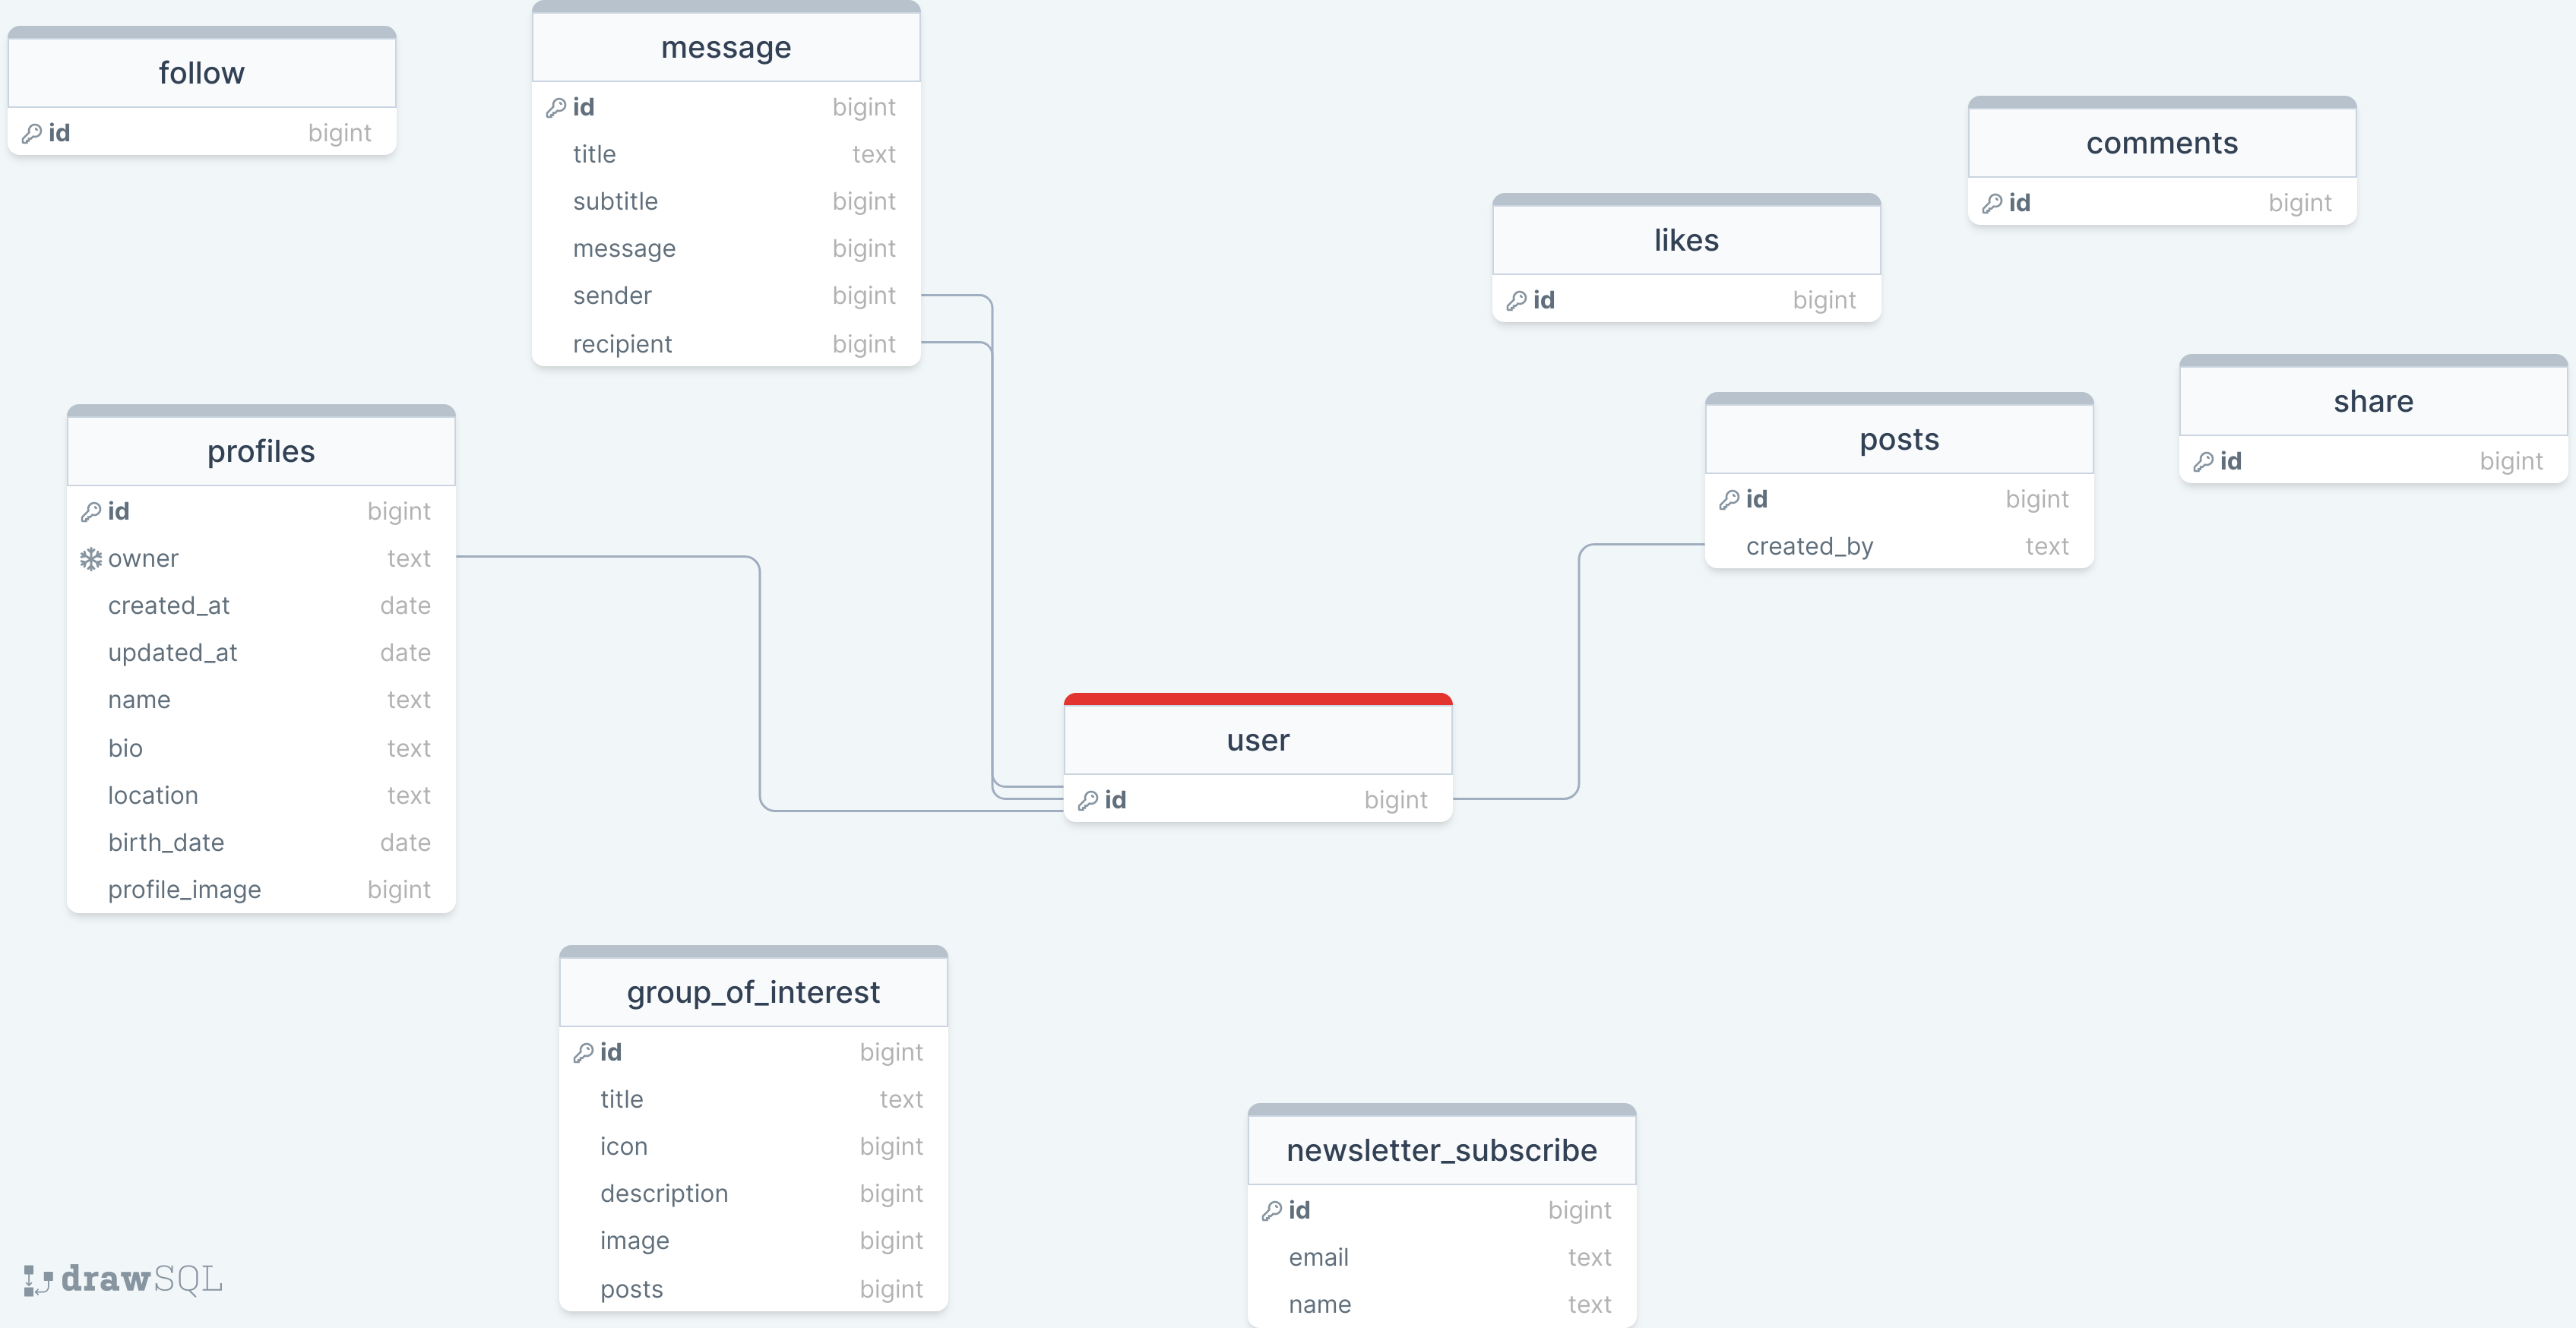 follow
id bigint
message
id bigint
title text
subtitle bigint
message bigint
sender bigint
recipient bigint
comments
id bigint
likes
id bigint
share
id bigint
posts
id bigint
created_by text
profiles
id bigint
owner text
created_at date
updated_at date
name text
bio text
location text
birth_date date
profile_image bigint
user
id bigint
group_of_interest
id bigint
title text
icon bigint
description bigint
image bigint
posts bigint
newsletter_subscribe
id bigint
email text
name text
drawSQL